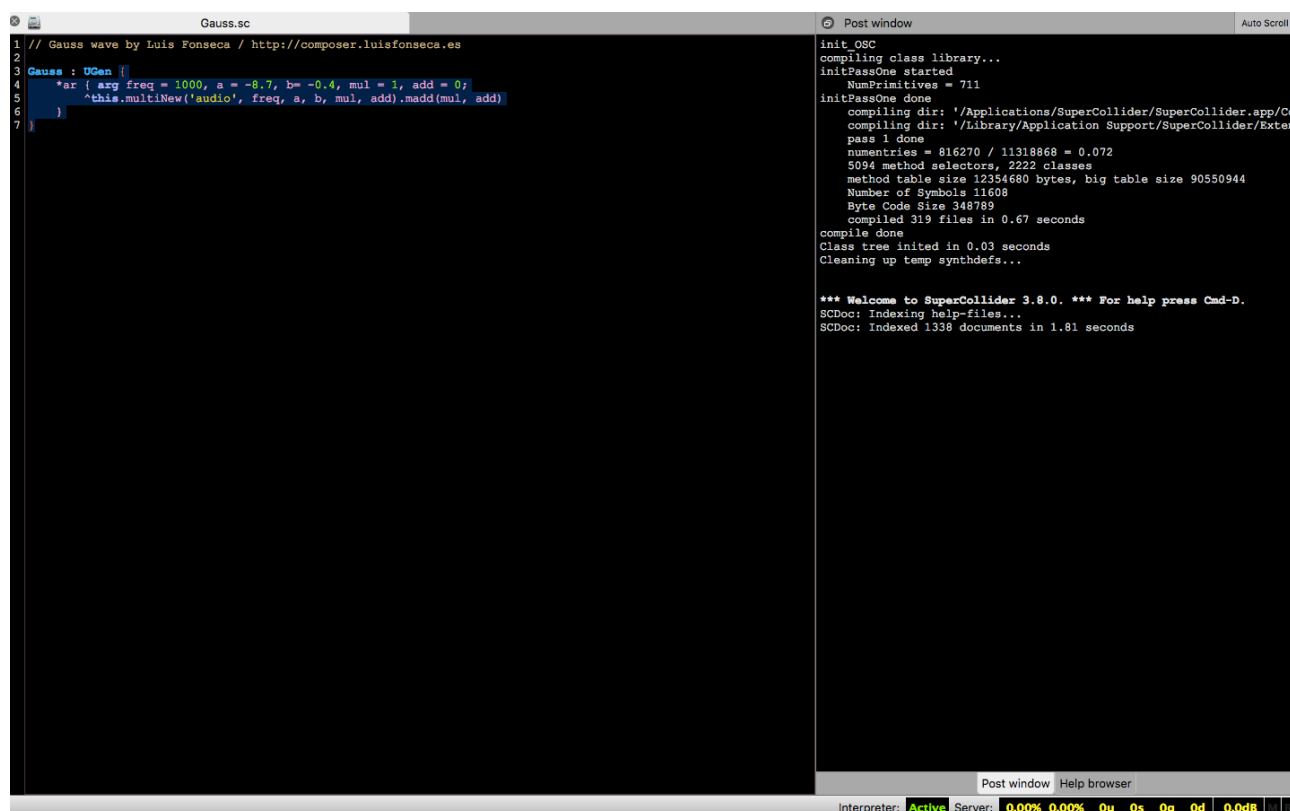 Gauss.sc
1 // Gauss wave by Luis Fonseca / http://composer.luisfonseca.es
2
3 Gauss : UGen {
4 *ar { arg freq = 1000, a = -8.7, b= -0.4, mul = 1, add = 0;
5 ^this.multiNew('audio', freq, a, b, mul, add).madd(mul, add)
6 }
7 }
Post window
Auto Scroll
init_OSC
compiling class library...
initPassOne started
NumPrimitives = 711
initPassOne done
compiling dir: '/Applications/SuperCollider/SuperCollider.app/Co
compiling dir: '/Library/Application Support/SuperCollider/Exter
pass 1 done
numentries = 816270 / 11318868 = 0.072
5094 method selectors, 2222 classes
method table size 12354680 bytes, big table size 90550944
Number of Symbols 11608
Byte Code Size 348789
compiled 319 files in 0.67 seconds
compile done
Class tree inited in 0.03 seconds
Cleaning up temp synthdefs...
*** Welcome to SuperCollider 3.8.0. *** For help press Cmd-D.
SCDoc: Indexing help-files...
SCDoc: Indexed 1338 documents in 1.81 seconds
Post window Help browser
Interpreter: Active Server: 0.00% 0.00% 0u 0s 0g 0d 0.0dB M